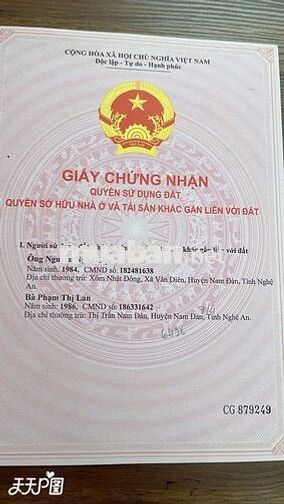 CỘNG HÒA XÃ HỘI CHỦ NGHĨA VIỆT NAM
Độc lập - Tự do - Hạnh phúc
GIẤY CHỨNG NHẬN
QUYỀN SỬ DỤNG ĐẤT
QUYỀN SỞ HỮU NHÀ Ở VÀ TÀI SẢN KHÁC GẮN LIỀN VỚI ĐẤT
I. Người sử khác gắn liền với đất
Ông Ngu
Năm sinh: 1984, CMND số: 182481638
Địa chỉ thường trú: Xóm Nhật Đông, Xã Vân Diên, Huyện Nam Đàn, Tỉnh Nghệ
An.
Bà Phạm Thị Lan
Năm sinh: 1986, CMND số: 186331642
Địa chỉ thường trú: Thị Trấn Nam Đàn, Huyện Nam Đàn, Tỉnh Nghệ An.
CG 879249
天天P图